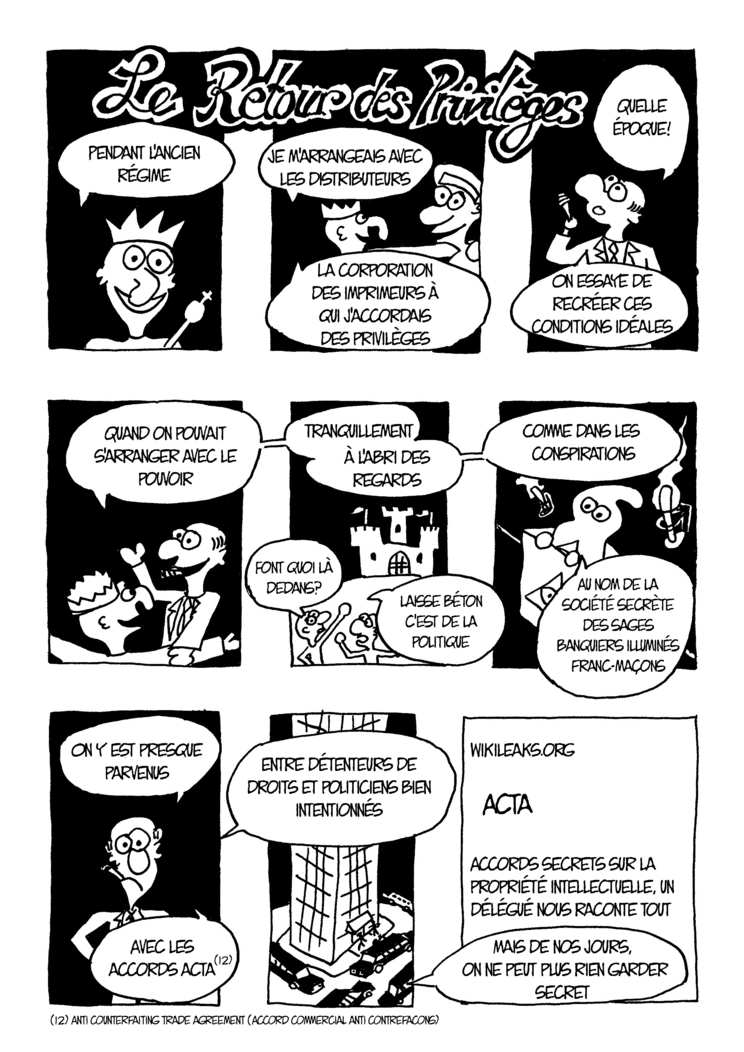 Le Retour des Privilèges
PENDANT L'ANCIEN
RÉGIME
JE M'ARRANGEAIS AVEC
LES DISTRIBUTEURS
LA CORPORATION
DES IMPRIMEURS À
QUI J'ACCORDAIS
DES PRIVILÈGES
QUELLE
ÉPOQUE!
ON ESSAYE DE
RECRÉER CES
CONDITIONS IDÉALES
QUAND ON POUVAIT
S'ARRANGER AVEC LE
POUVOIR
TRANQUILLEMENT
À L'ABRI DES
REGARDS
FONT QUOI LÀ
DEDANS?
LAISSE BÉTON
C'EST DE LA
POLITIQUE
COMME DANS LES
CONSPIRATIONS
AU NOM DE LA
SOCIÉTÉ SECRÈTE
DES SAGES
BANQUIERS ILLUMINÉS
FRANC-MAÇONS
ON Y EST PRESQUE
PARVENUS
AVEC LES
ACCORDS ACTA(12)
ENTRE DÉTENTEURS DE
DROITS ET POLITICIENS BIEN
INTENTIONNÉS
WIKILEAKS.ORG
ACTA
ACCORDS SECRETS SUR LA
PROPRIÉTÉ INTELLECTUELLE, UN
DÉLÉGUÉ NOUS RACONTE TOUT
MAIS DE NOS JOURS,
ON NE PEUT PLUS RIEN GARDER
SECRET
(12) ANTI COUNTERFAITING TRADE AGREEMENT (ACCORD COMMERCIAL ANTI CONTREFACONS)